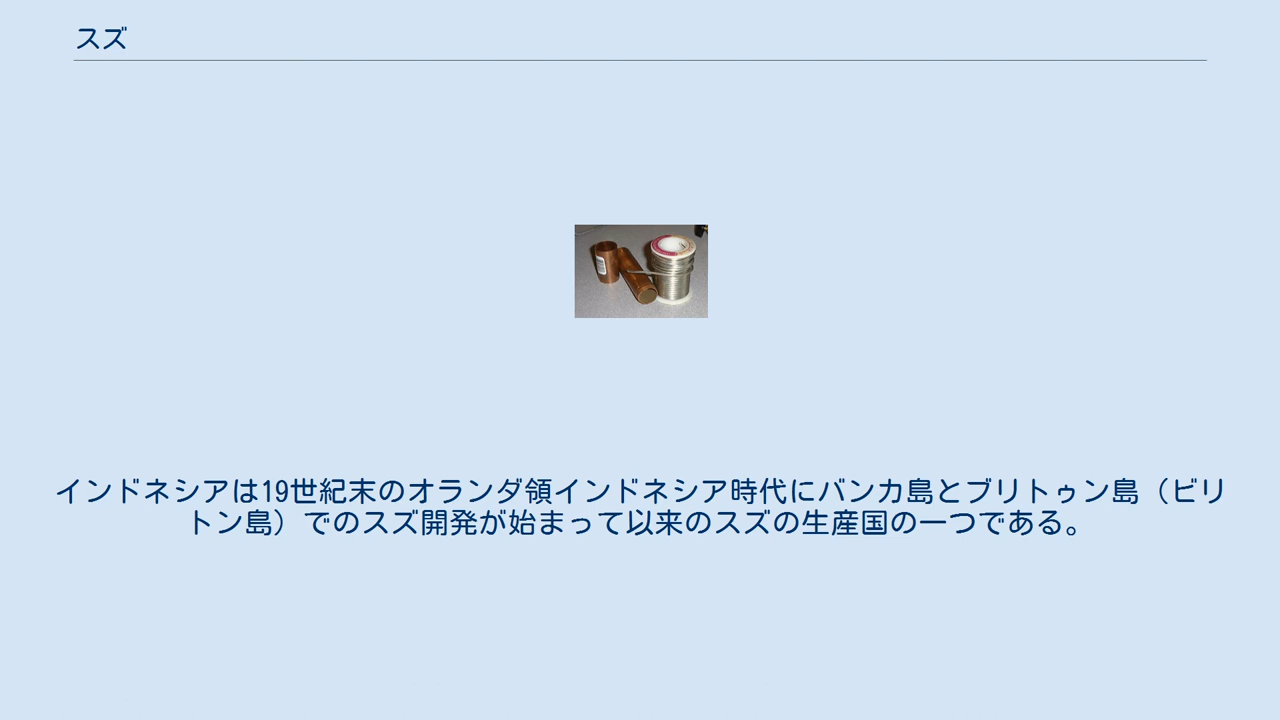 スズ
インドネシアは19世紀末のオランダ領インドネシア時代にバンカ島とブリトゥン島（ビリ
トン島）でのスズ開発が始まって以来のスズの生産国の一つである。